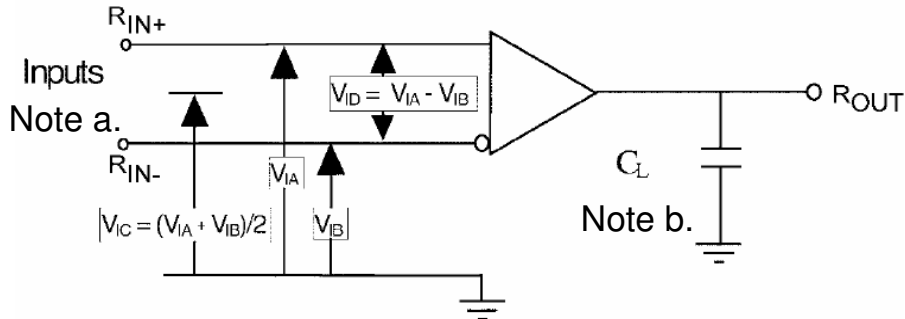 RIN+
Inputs
Note a.
RIN-
VID = VIA - VIB
VIA
VIC = (VIA + VIB)/2
VIB
ROUT
CL
Note b.